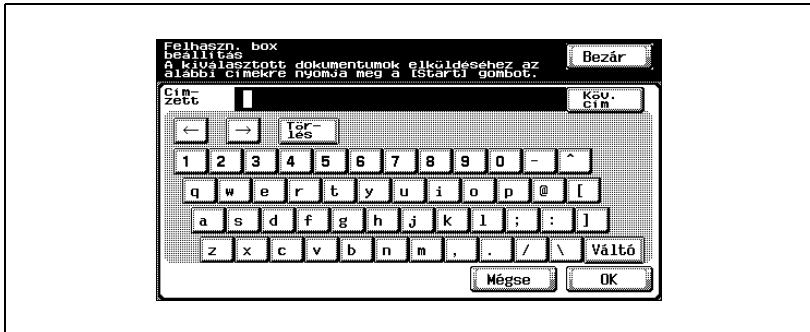 Felhaszn. box
beállítás
A kiválasztott dokumentumok elküldéséhez az
alábbi címekre nyomja meg a [Start] gombot.
Bezár
Cím-
zett
Köv.
cím
← → Tör-
lés
1 2 3 4 5 6 7 8 9 0 - ^
q w e r t y u i o p @ [
a s d f g h j k l ; : ]
z x c v b n m , . / \ Váltó
Mégse OK